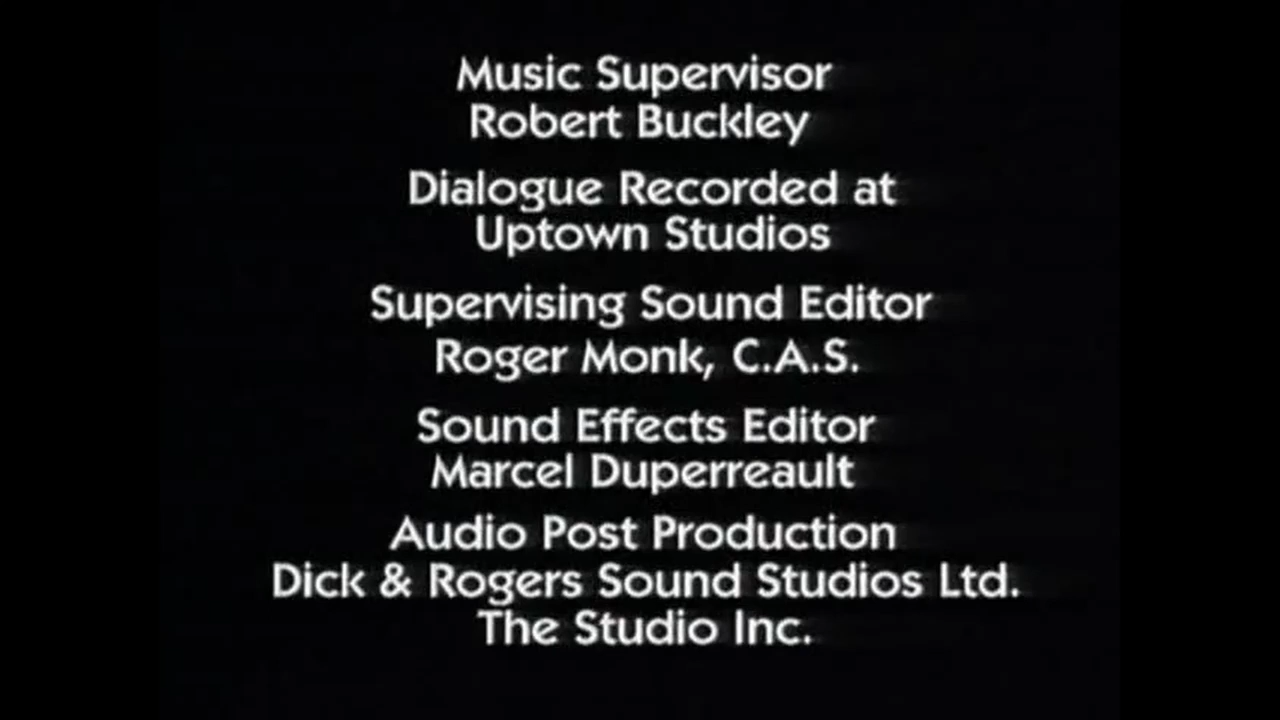 Music Supervisor
Robert Buckley
Dialogue Recorded at
Uptown Studios
Supervising Sound Editor
Roger Monk, C.A.S.
Sound Effects Editor
Marcel Duperreault
Audio Post Production
Dick & Rogers Sound Studios Ltd.
The Studio Inc.